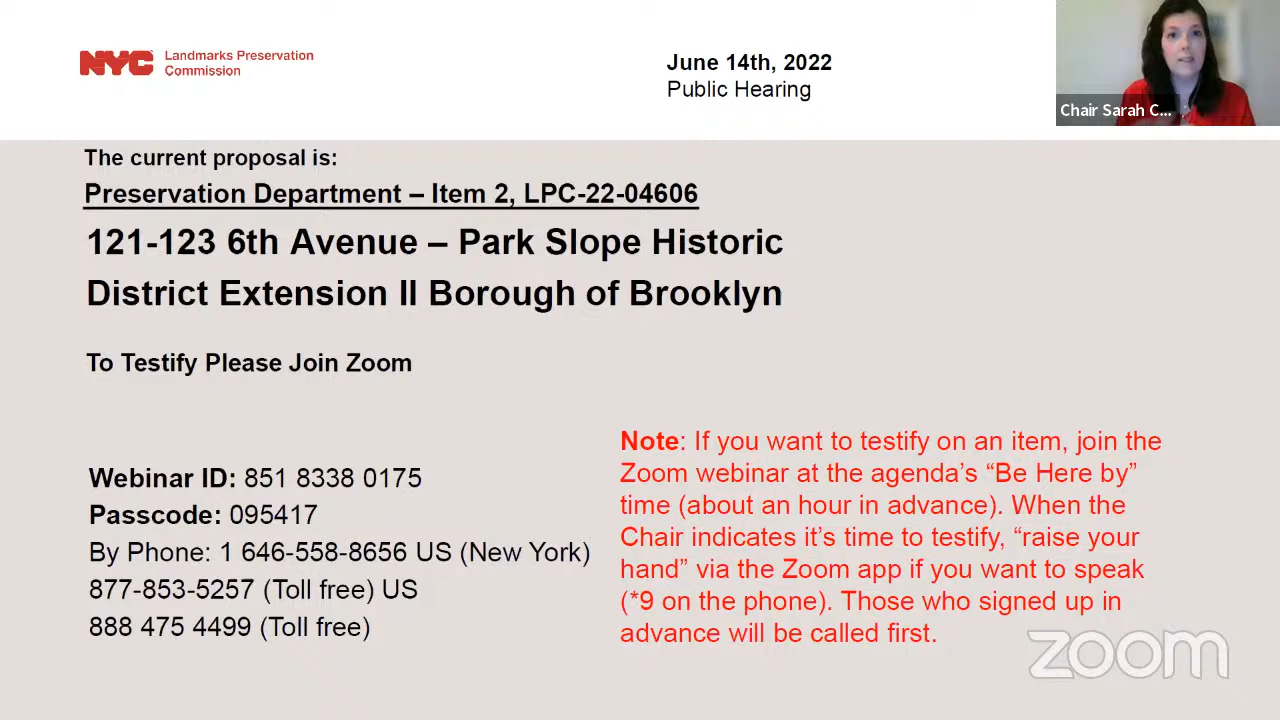 NYC Landmarks Preservation
Commission
June 14th, 2022
Public Hearing
Chair Sarah C...
The current proposal is:
Preservation Department – Item 2, LPC-22-04606
121-123 6th Avenue – Park Slope Historic
District Extension II Borough of Brooklyn
To Testify Please Join Zoom
Webinar ID: 851 8338 0175
Passcode: 095417
By Phone: 1 646-558-8656 US (New York)
877-853-5257 (Toll free) US
888 475 4499 (Toll free)
Note: If you want to testify on an item, join the
Zoom webinar at the agenda’s “Be Here by”
time (about an hour in advance). When the
Chair indicates it’s time to testify, “raise your
hand” via the Zoom app if you want to speak
(*9 on the phone). Those who signed up in
advance will be called first.
zoom